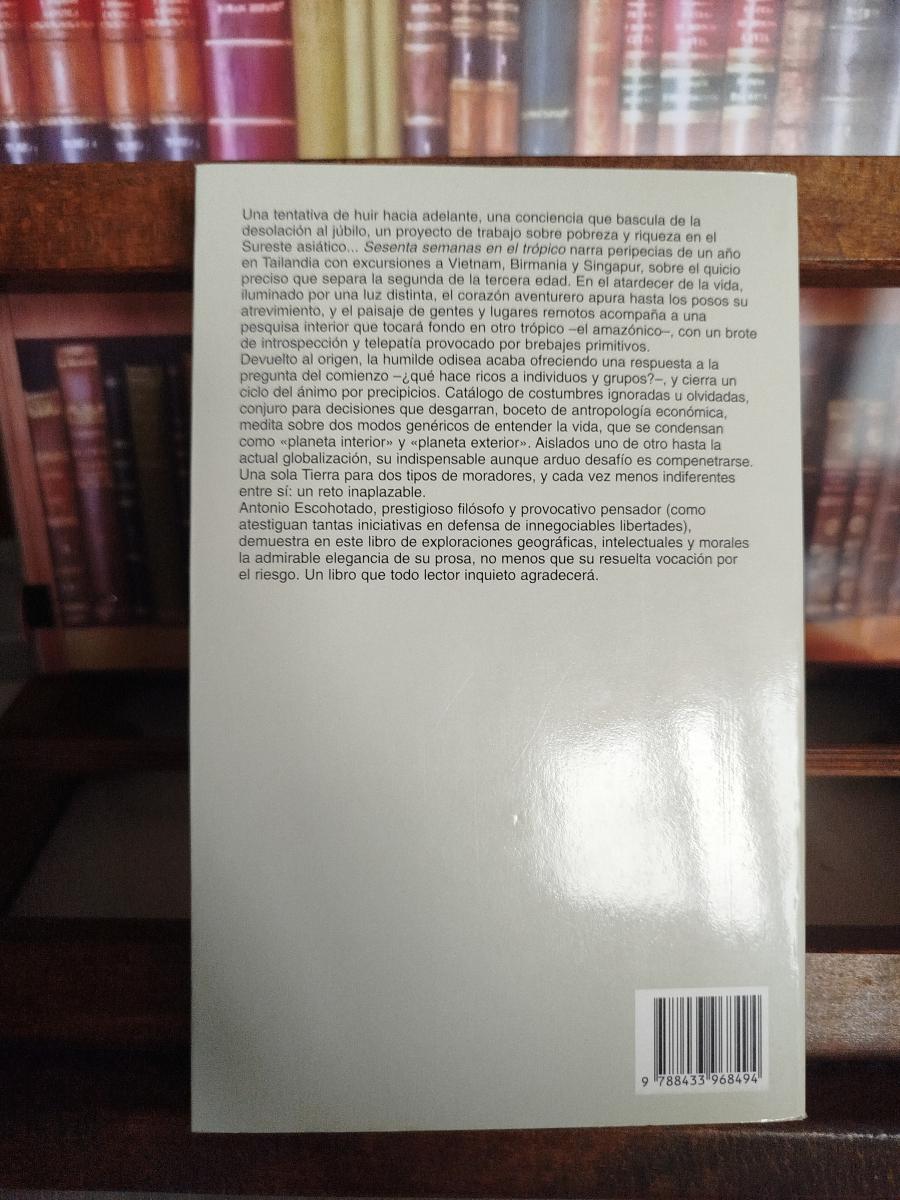 Una tentativa de huir hacia adelante, una conciencia que bascula de la
desolación al júbilo, un proyecto de trabajo sobre pobreza y riqueza en el
Sureste asiático... Sesenta semanas en el trópico narra peripecias de un año
en Tailandia con excursiones a Vietnam, Birmania y Singapur, sobre el quicio
preciso que separa la segunda de la tercera edad. En el atardecer de la vida,
iluminado por una luz distinta, el corazón aventurero apura hasta los posos su
atrevimiento, y el paisaje de gentes y lugares remotos acompaña a una
pesquisa interior que tocará fondo en otro trópico –el amazónico–, con un brote
de introspección y telepatía provocado por brebajes primitivos.
Devuelto al origen, la humilde odisea acaba ofreciendo una respuesta a la
pregunta del comienzo –¿qué hace ricos a individuos y grupos?–, y cierra un
ciclo del ánimo por precipicios. Catálogo de costumbres ignoradas u olvidadas,
conjuro para decisiones que desgarran, boceto de antropología económica,
medita sobre dos modos genéricos de entender la vida, que se condensan
como «planeta interior» y «planeta exterior». Aislados uno de otro hasta la
actual globalización, su indispensable aunque arduo desafío es compenetrarse.
Una sola Tierra para dos tipos de moradores, y cada vez menos indiferentes
entre sí: un reto inaplazable.
Antonio Escohotado, prestigioso filósofo y provocativo pensador (como
atestiguan tantas iniciativas en defensa de innegociables libertades),
demuestra en este libro de exploraciones geográficas, intelectuales y morales
la admirable elegancia de su prosa, no menos que su resuelta vocación por
el riesgo. Un libro que todo lector inquieto agradecerá.
9 788433 968494